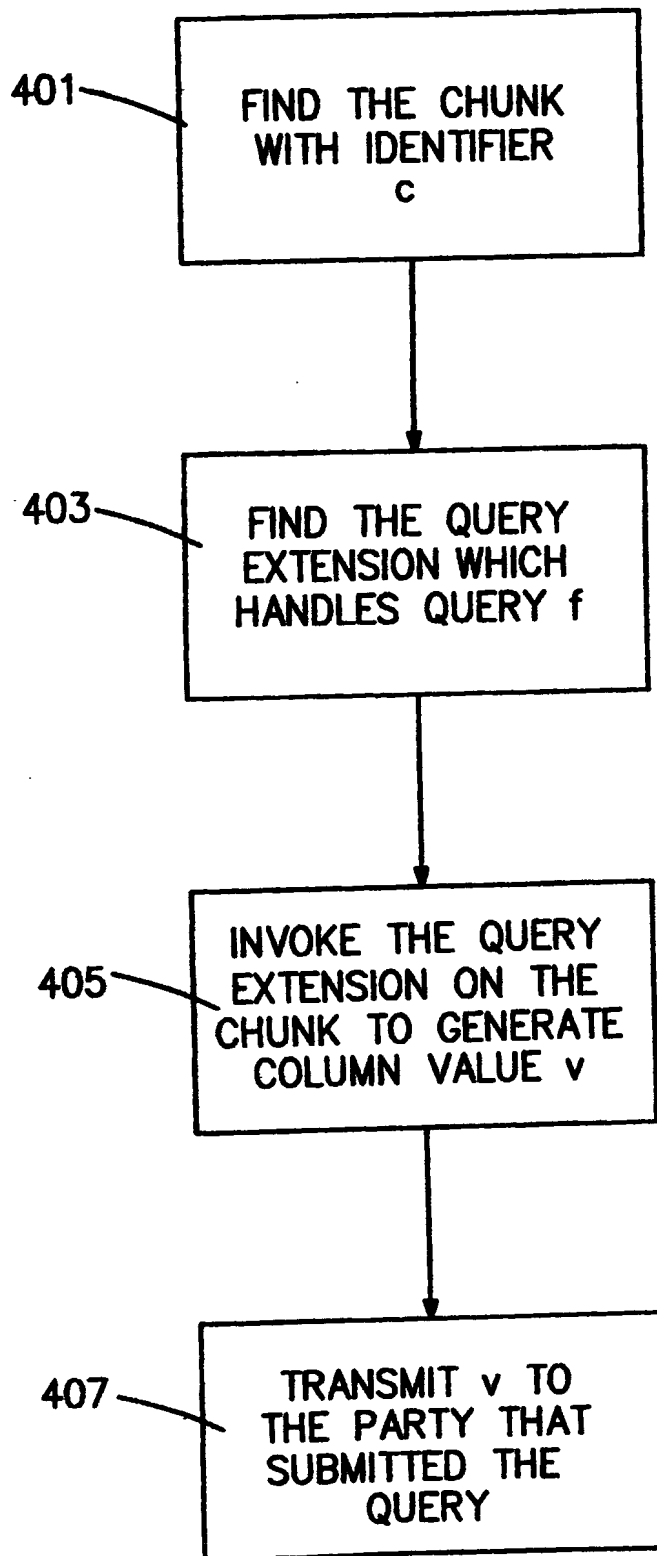 401
FIND THE CHUNK
WITH IDENTIFIER
c
403
FIND THE QUERY
EXTENSION WHICH
HANDLES QUERY f
405
INVOKE THE QUERY
EXTENSION ON THE
CHUNK TO GENERATE
COLUMN VALUE v
407
TRANSMIT v TO
THE PARTY THAT
SUBMITTED THE
QUERY